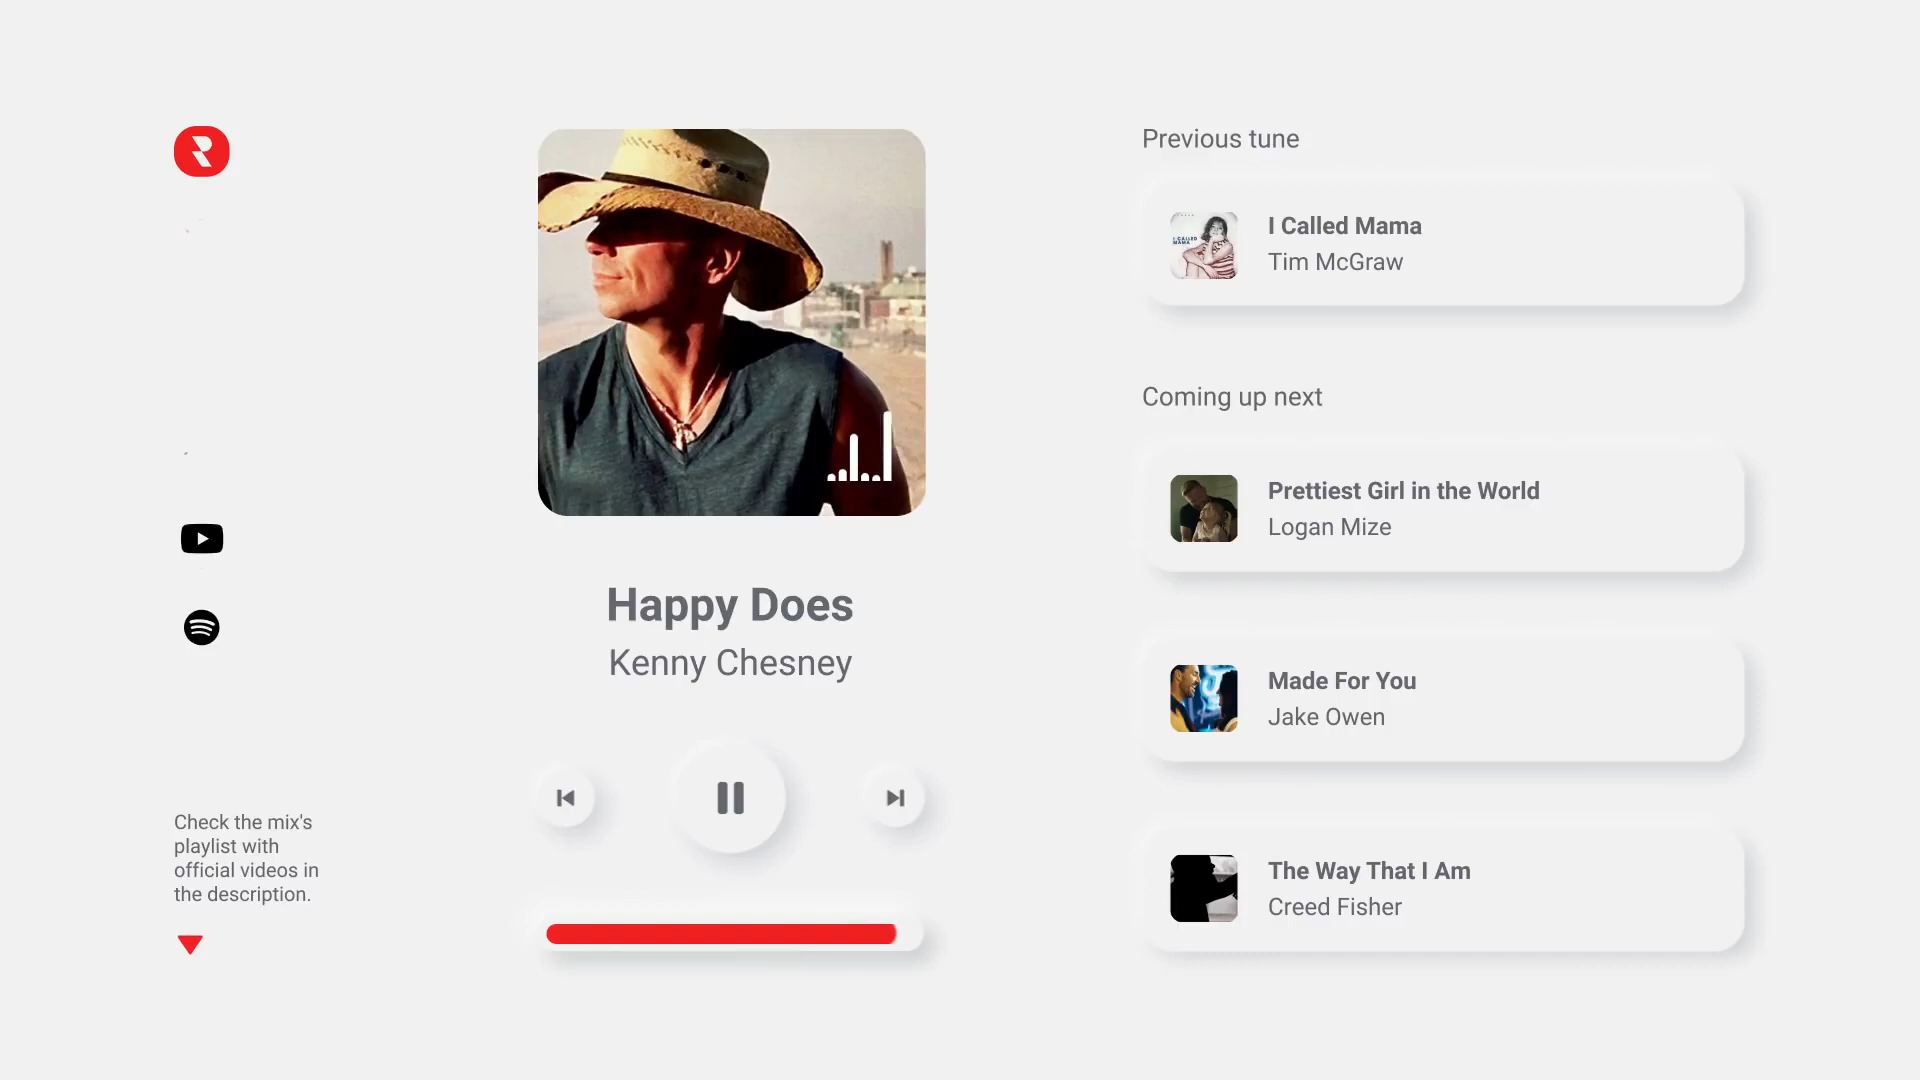 Previous tune
I CALLED
MAMA
I Called Mama
Tim McGraw
Coming up next
Prettiest Girl in the World
Logan Mize
Happy Does
Kenny Chesney
Made For You
Jake Owen
Check the mix's
playlist with
official videos in
the description.
The Way That I Am
Creed Fisher